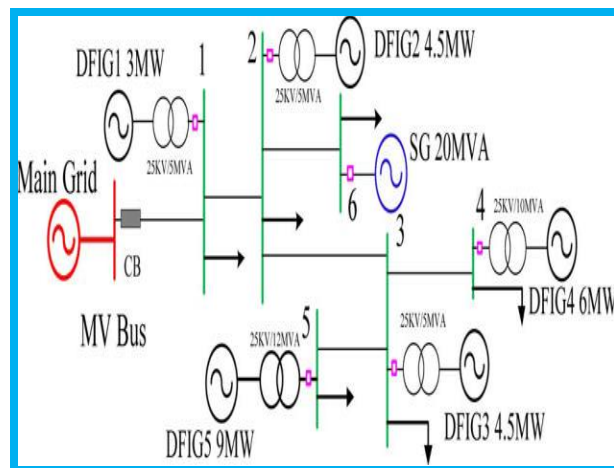 DFIG1 3MW
1
2
DFIG2 4.5MW
25KV/5MVA
25KV/5MVA
SG 20MVA
Main Grid
6
3
4
25KV/10MVA
CB
DFIG4 6MW
MV Bus
5
25KV/12MVA
25KV/5MVA
DFIG5 9MW
DFIG3 4.5MW